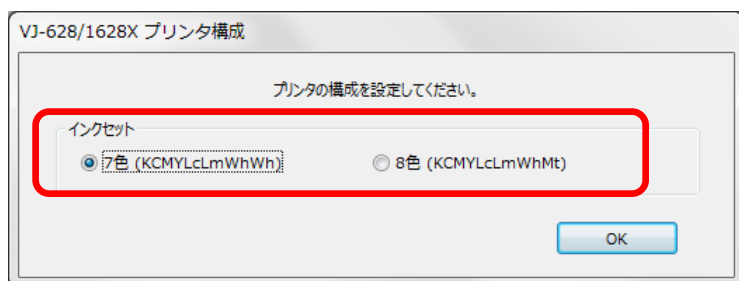 VJ-628/1628X プリンタ構成
プリンタの構成を設定してください。
インクセット
7色 (KCMYLcLmWhWh)
8色 (KCMYLcLmWhMt)
OK